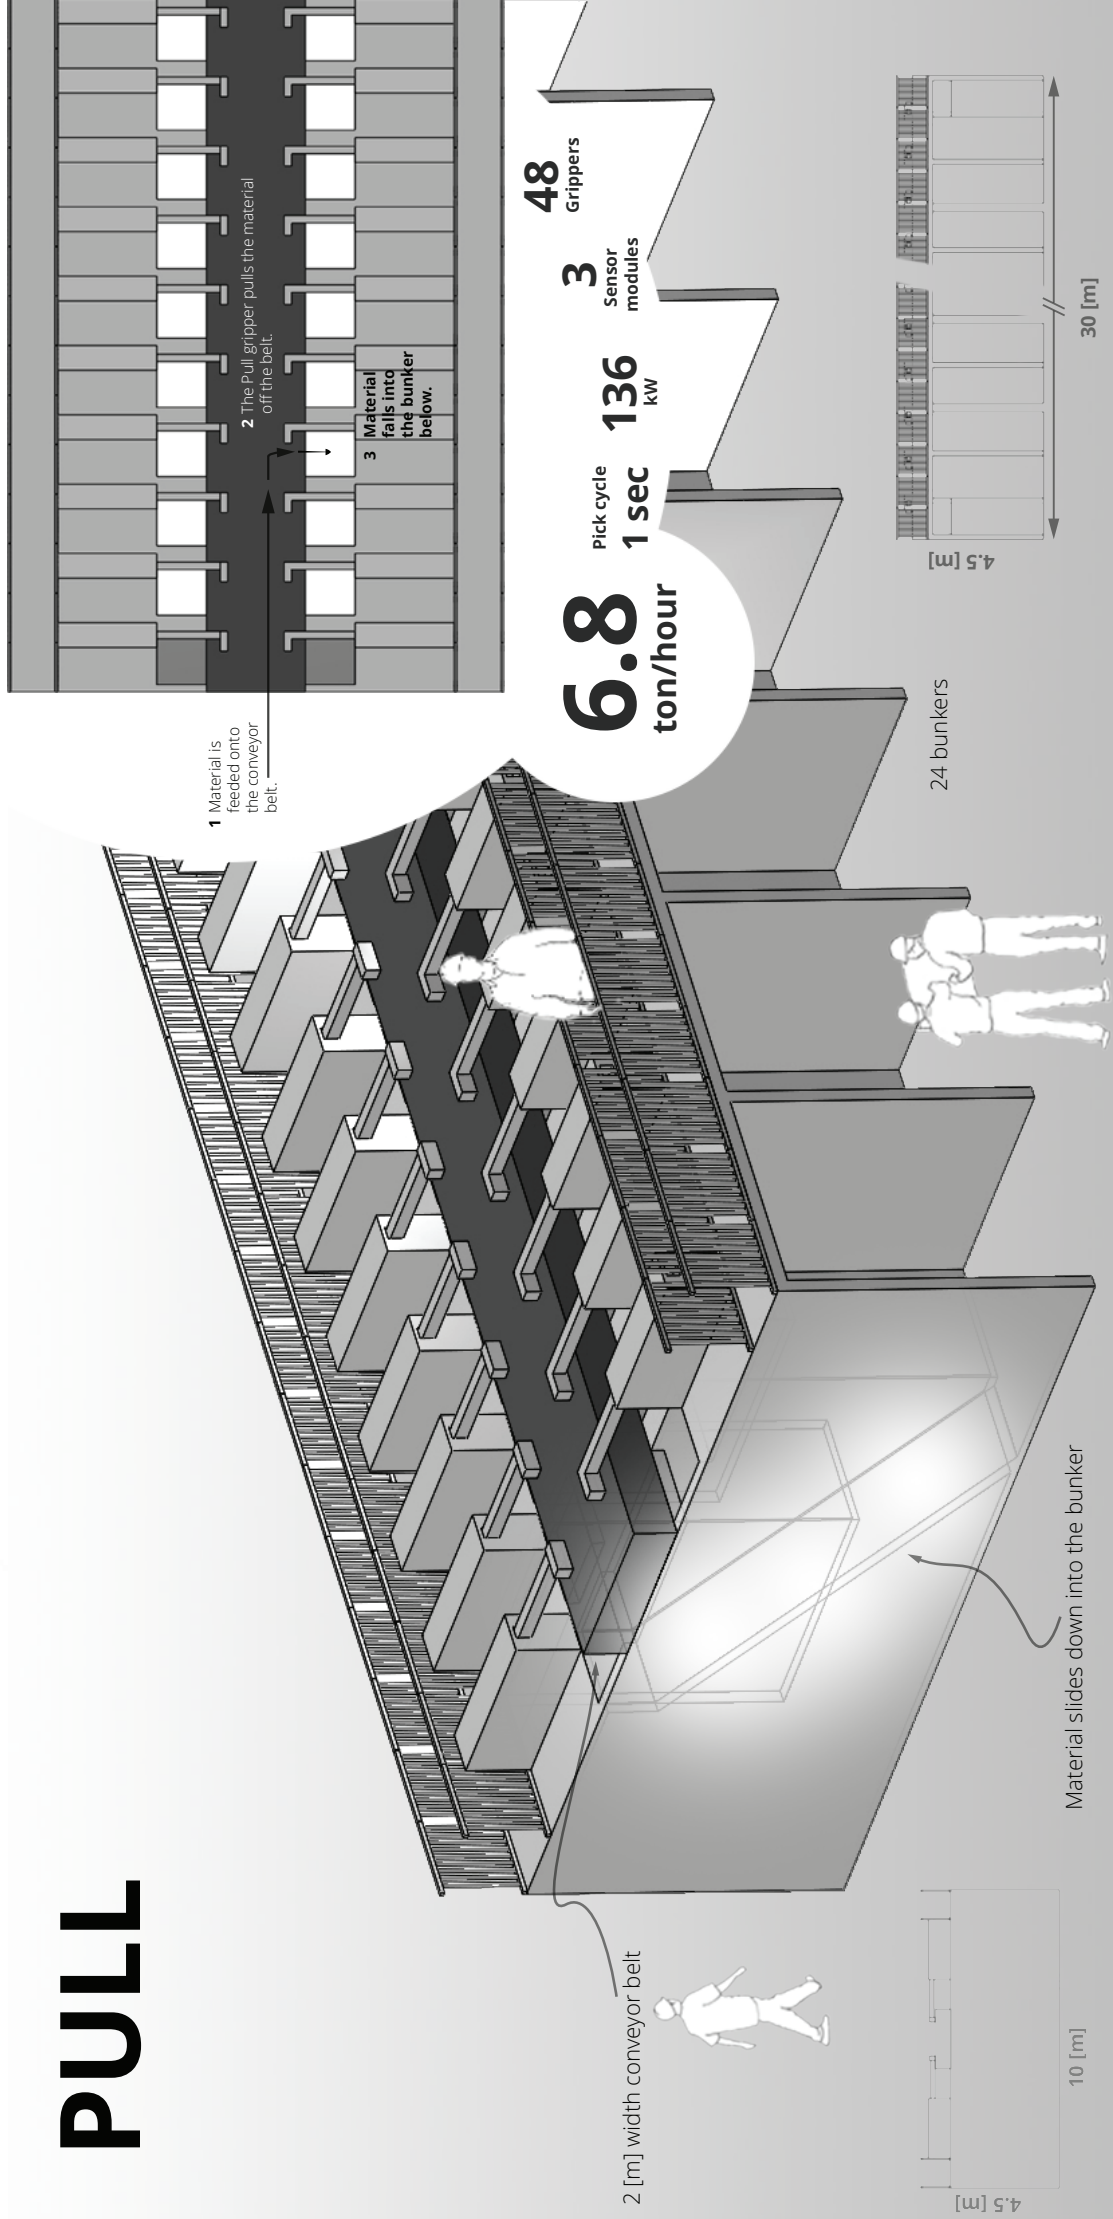 PULL
1 Material is
feeded onto
the conveyor
belt.
2 The Pull gripper pulls the material
off the belt.
3 Material
falls into
the bunker
below.
6.8
ton/hour
Pick cycle
1 sec
136
kW
3
Sensor
modules
48
Grippers
2 [m] width conveyor belt
24 bunkers
Material slides down into the bunker
4.5 [m]
10 [m]
4.5 [m]
30 [m]